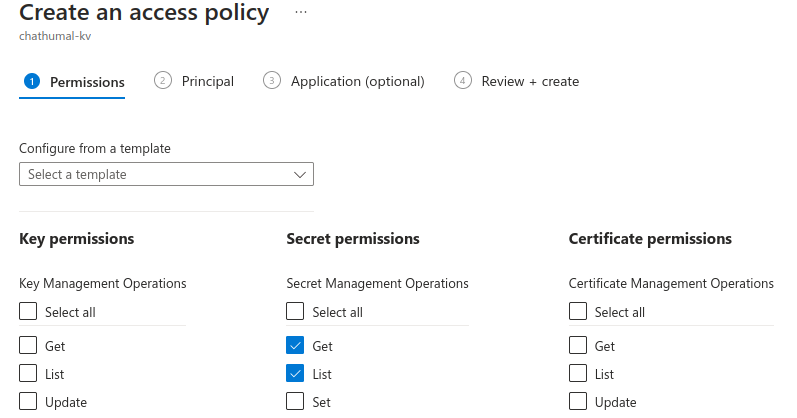 Create an access policy ...
chathumal-kv
1 Permissions 2 Principal 3 Application (optional) 4 Review + create
Configure from a template
Select a template
Key permissions Secret permissions Certificate permissions
Key Management Operations Secret Management Operations Certificate Management Operations
Select all Select all Select all
Get Get Get
List List List
Update Set Update